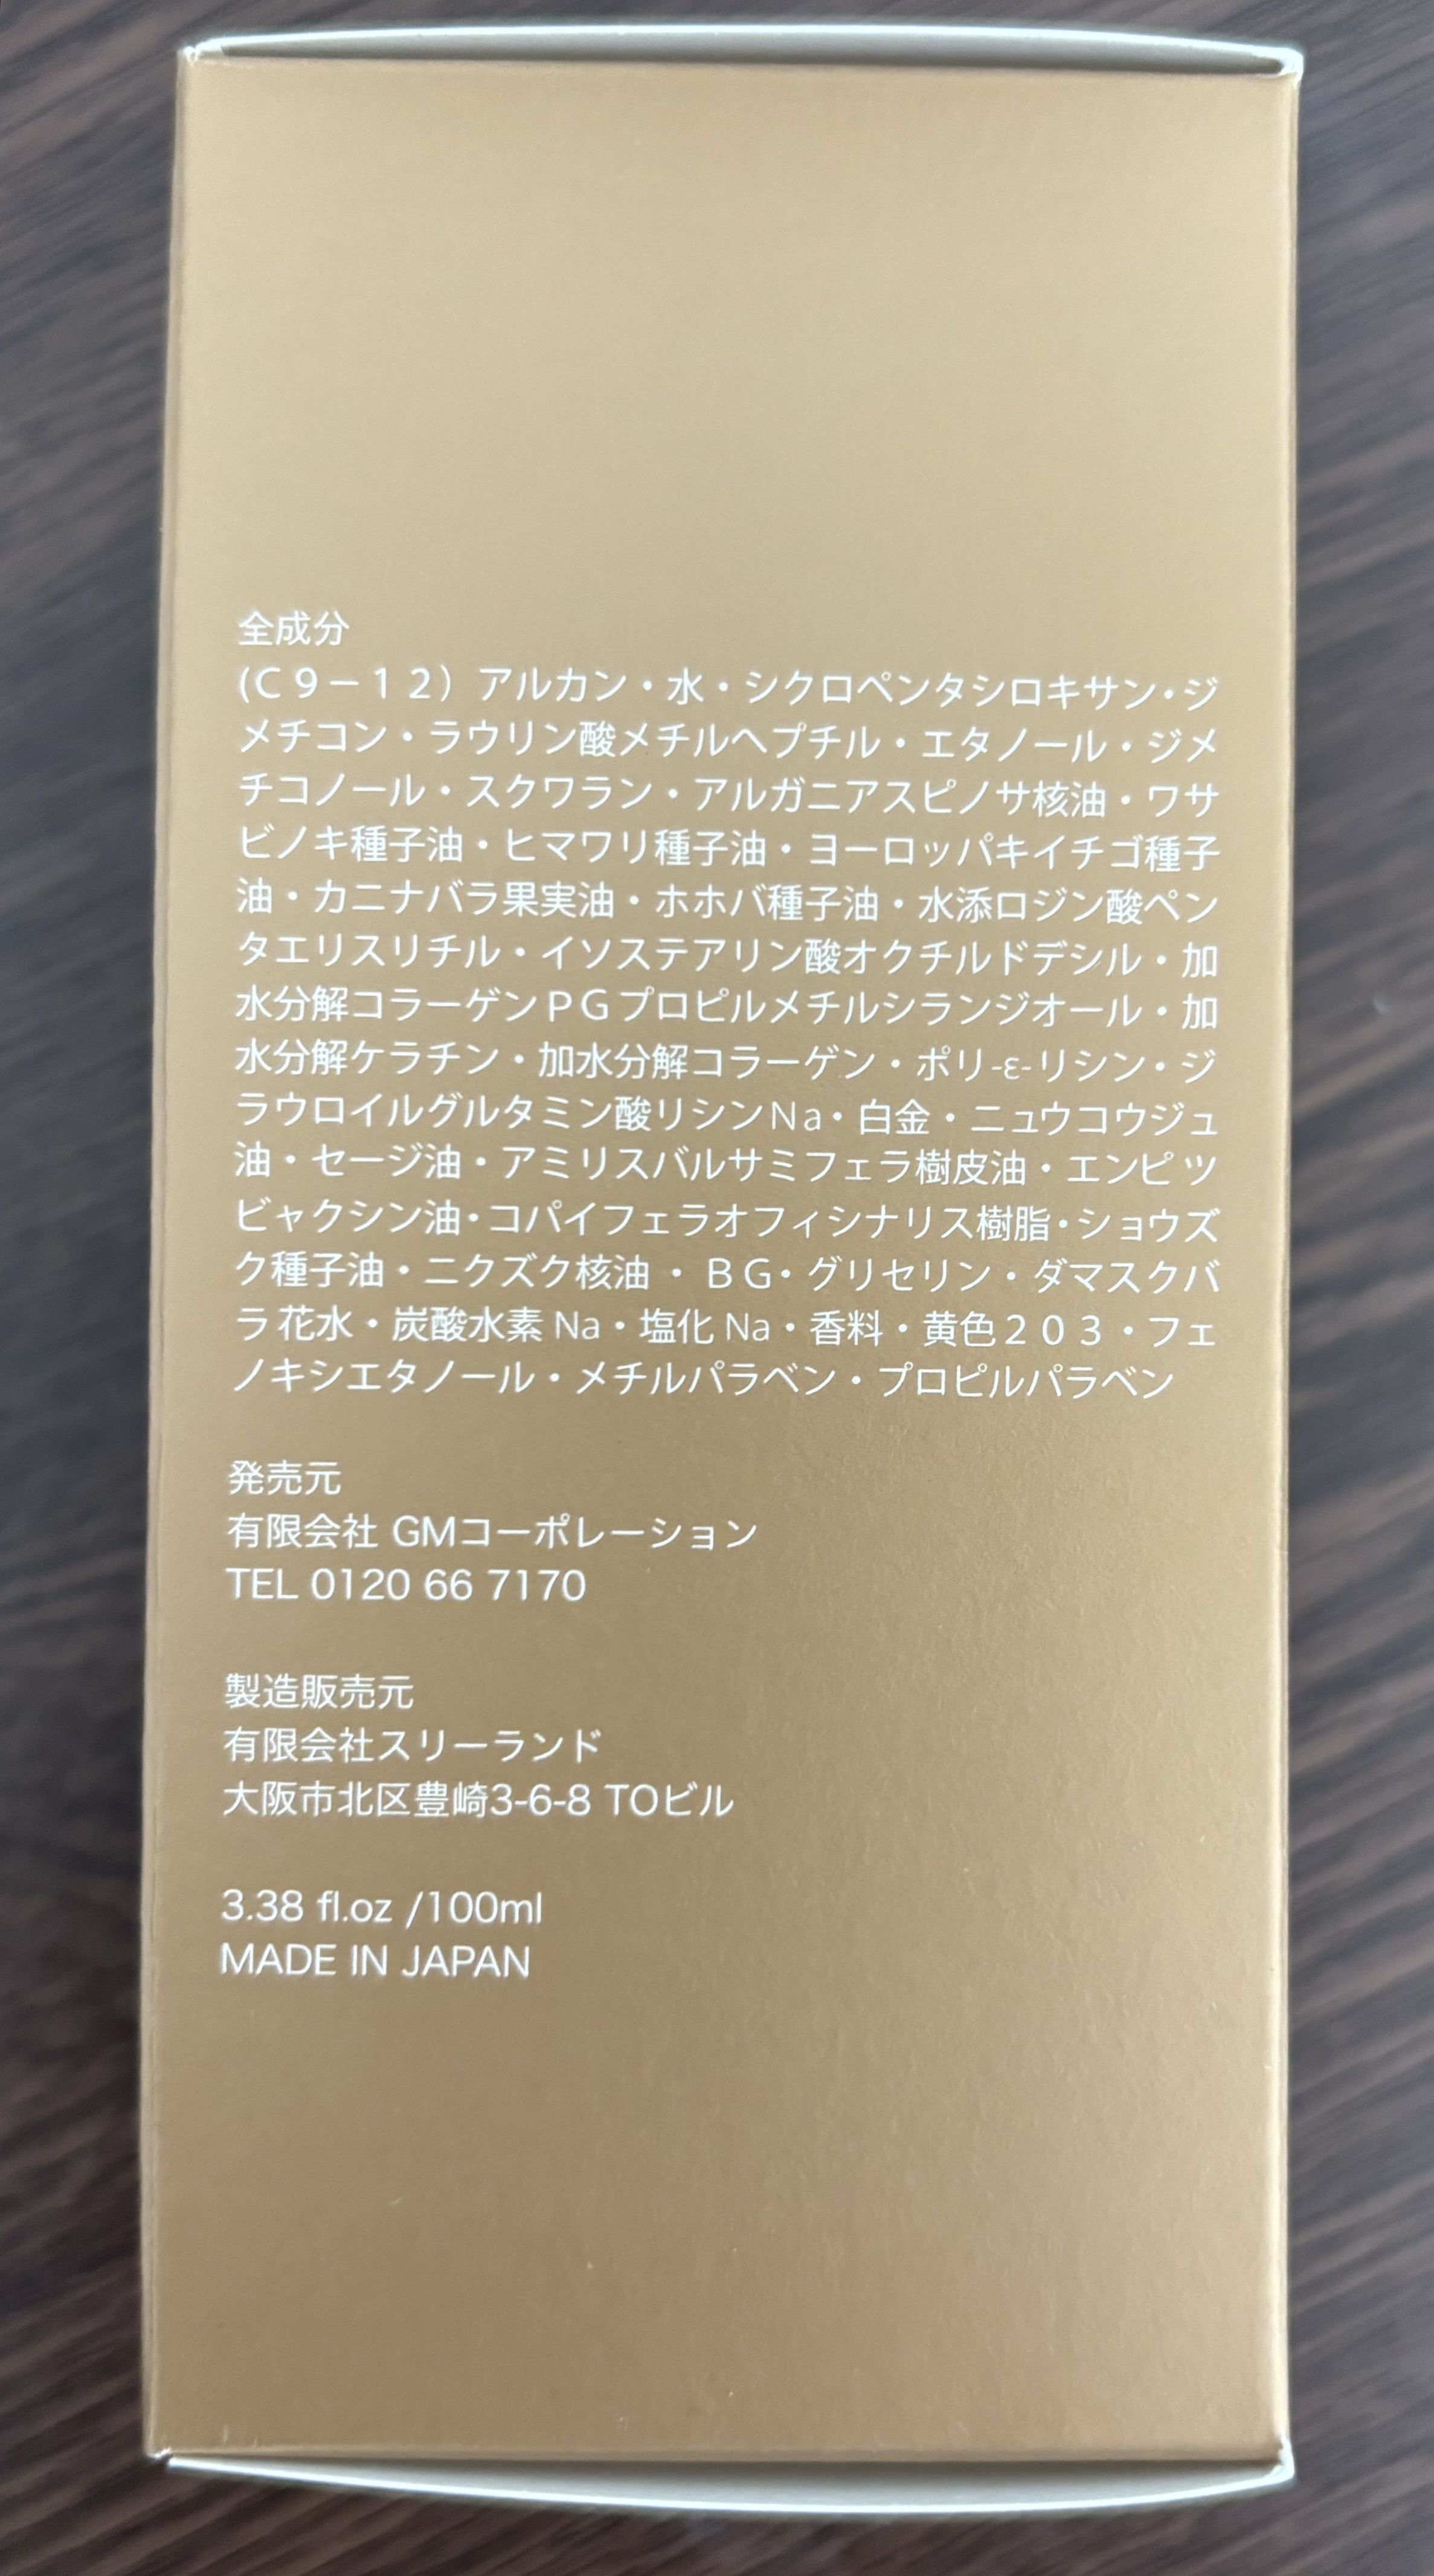 全成分
(C9-12)アルカン・水・シクロペンタシロキサン・ジ
メチコン・ラウリン酸メチルヘプチル・エタノール・ジメ
チコノール・スクワラン・アルガニアスピノサ核油・ワサ
ビノキ種子油・ヒマワリ種子油・ヨーロッパキイチゴ種子
油・カニナバラ果実油・ホホバ種子油・水添ロジン酸ペン
タエリスリチル・イソステアリン酸オクチルドデシル・加
水分解コラーゲンPGプロピルメチルシランジオール・加
水分解ケラチン・加水分解コラーゲン・ポリ-ε-リシン・ジ
ラウロイルグルタミン酸リシンNa・白金・ニュウコウジュ
油・セージ油・アミリスバルサミフェラ樹皮油・エンピツ
ビャクシン油・コパイフェラオフィシナリス樹脂・ショウズ
ク種子油・ニクズク核油・BG・グリセリン・ダマスクバ
ラ花水・炭酸水素Na・塩化Na・香料・黄色203・フェ
ノキシエタノール・メチルパラベン・プロピルパラベン
発売元
有限会社 GMコーポレーション
TEL 0120 66 7170
製造販売元
有限会社スリーランド
大阪市北区豊崎3-6-8 TOビル
3.38 fl.oz /100ml
MADE IN JAPAN